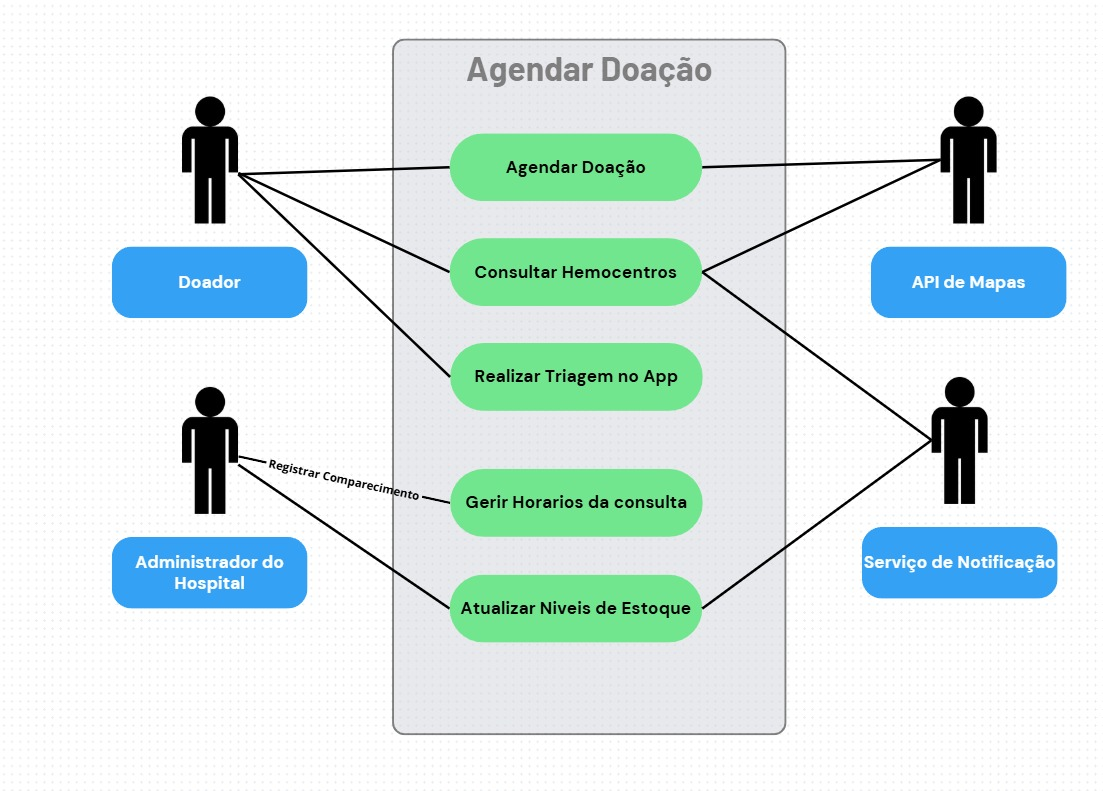 Agendar Doação
Agendar Doação
Consultar Hemocentros
Doador
API de Mapas
Realizar Triagem no App
Registrar Comparecimento
Gerir Horarios da consulta
Administrador do
Hospital
Serviço de Notificação
Atualizar Niveis de Estoque